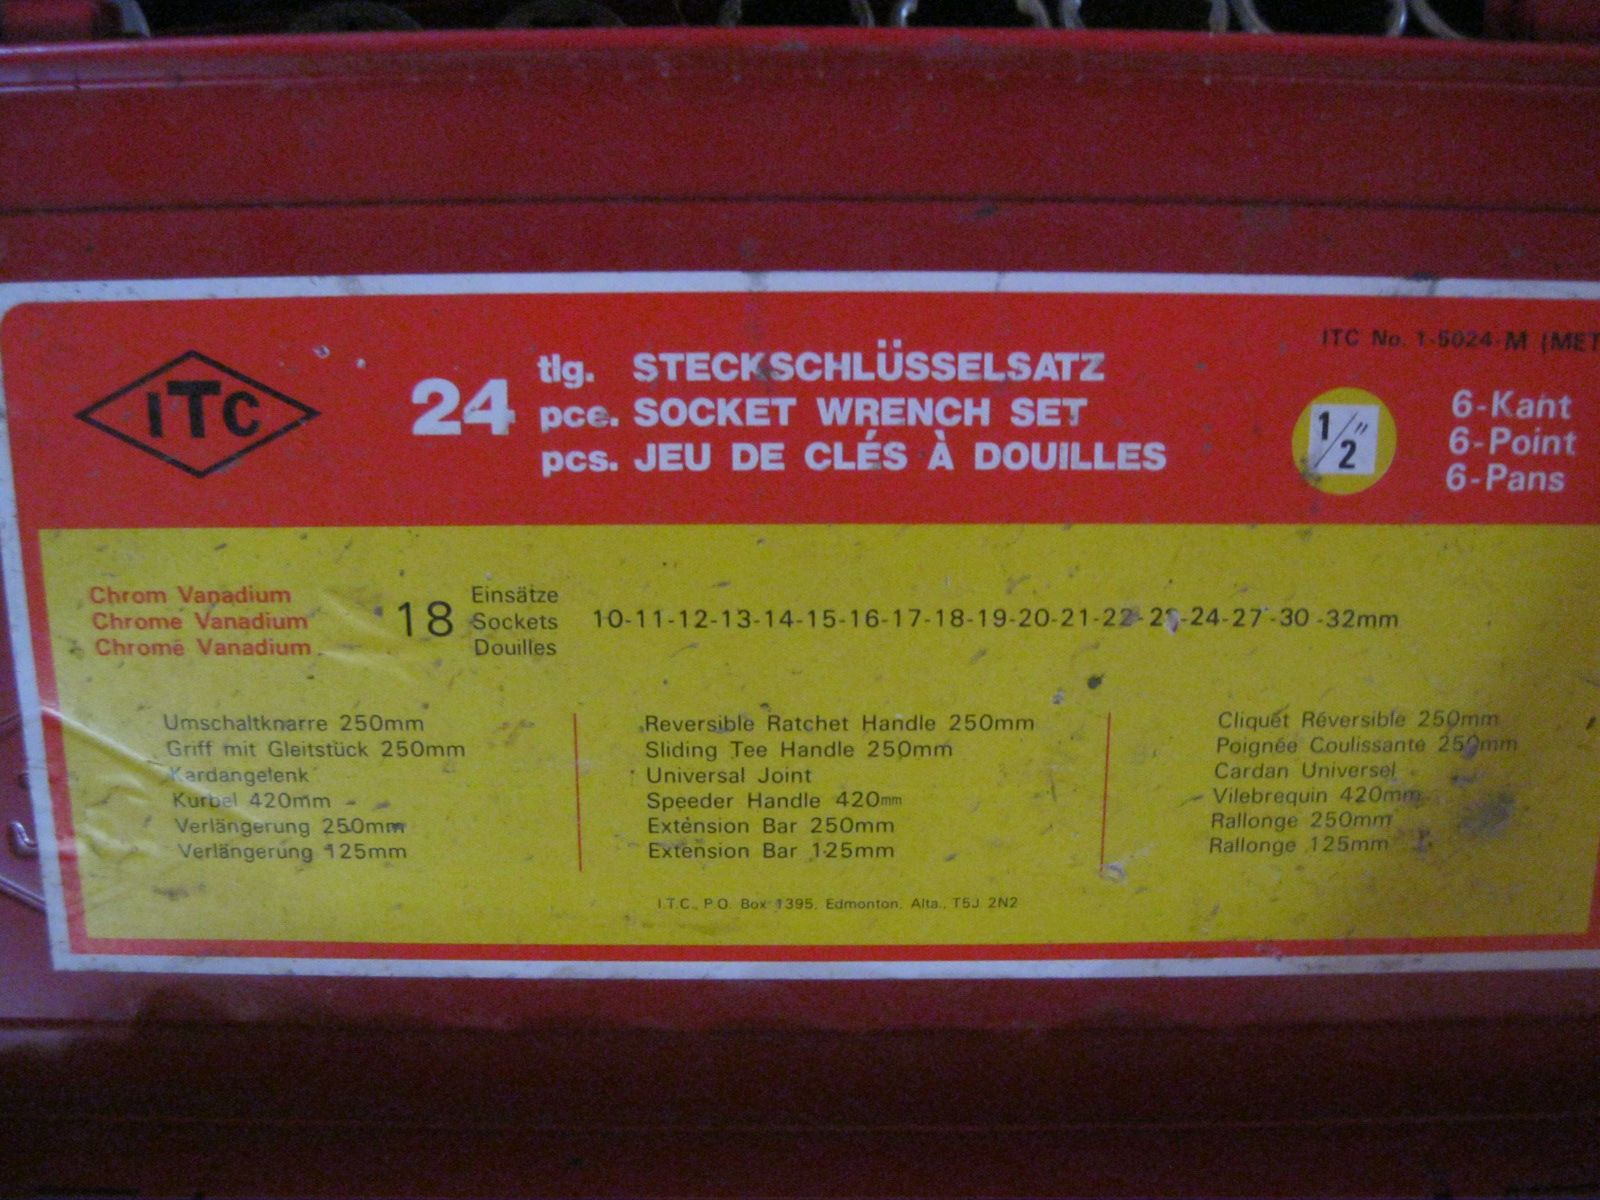 ITC No. 1-5024-M (MET
ITC
24
tlg. STECKSCHLÜSSELSATZ
pce. SOCKET WRENCH SET
pcs. JEU DE CLÉS À DOUILLES
1/2"
6-Kant
6-Point
6-Pans
Chrom Vanadium
Chrome Vanadium
Chrome Vanadium
18
Einsätze
Sockets
Douilles
10-11-12-13-14-15-16-17-18-19-20-21-22-23-24-27-30-32mm
Umschaltknarre 250mm
Griff mit Gleitstück 250mm
Kardangelenk
Kurbel 420mm
Verlängerung 250mm
Verlängerung 125mm
Reversible Ratchet Handle 250mm
Sliding Tee Handle 250mm
Universal Joint
Speeder Handle 420mm
Extension Bar 250mm
Extension Bar 125mm
Cliquet Réversible 250mm
Poignée Coulissante 250mm
Cardan Universel
Vilebrequin 420mm
Rallonge 250mm
Rallonge 125mm
I.T.C., P.O. Box 1395, Edmonton, Alta., T5J 2N2